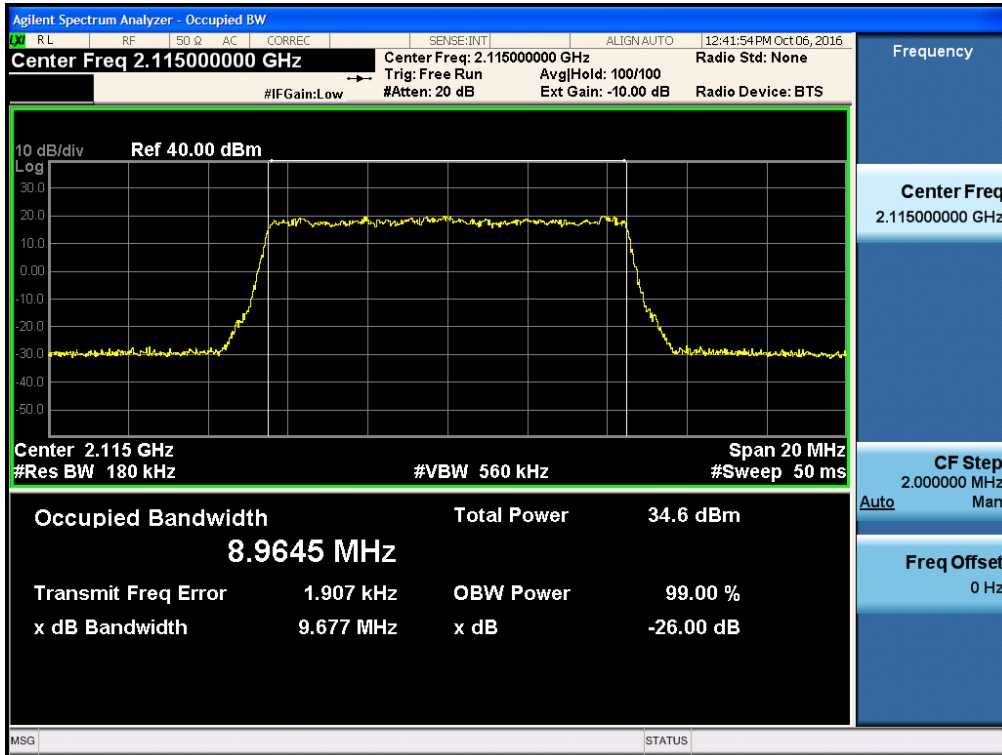 Agilent Spectrum Analyzer - Occupied BW
LXI RL RF 50 Ω AC CORREC SENSE:INT ALIGN AUTO 12:41:54 PM Oct 06, 2016
Center Freq 2.115000000 GHz
Center Freq: 2.115000000 GHz
Radio Std: None
Trig: Free Run
Avg|Hold: 100/100
#IFGain:Low
#Atten: 20 dB
Ext Gain: -10.00 dB
Radio Device: BTS
10 dB/div
Ref 40.00 dBm
Log
30.0
20.0
10.0
0.00
-10.0
-20.0
-30.0
-40.0
-50.0
Center 2.115 GHz
Span 20 MHz
#Res BW 180 kHz
#VBW 560 kHz
#Sweep 50 ms
Occupied Bandwidth
Total Power 34.6 dBm
8.9645 MHz
Transmit Freq Error 1.907 kHz
OBW Power 99.00 %
x dB Bandwidth 9.677 MHz
x dB -26.00 dB
Frequency
Center Freq
2.115000000 GHz
CF Step
2.000000 MHz
Auto Man
Freq Offset
0 Hz
MSG
STATUS